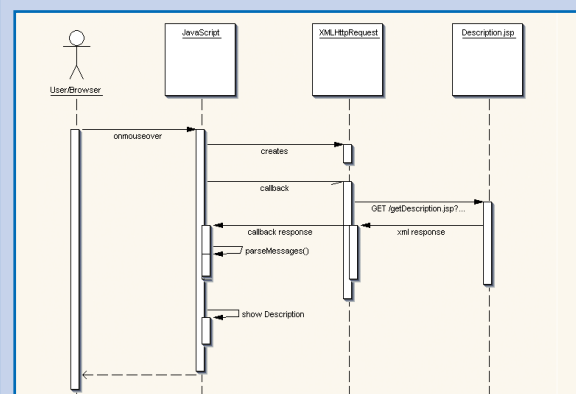 JavaScript
XMLHttpRequest
Description.jsp
User/Browser
onmouseover
creates
callback
GET /getDescription.jsp?...
callback response
xml response
parseMessages()
show Description